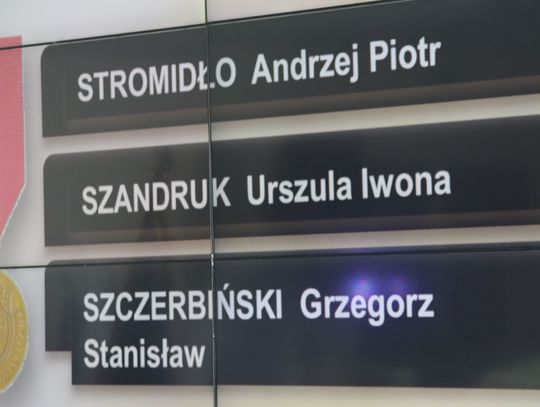 STROMIDŁO Andrzej Piotr
SZANDRUK Urszula Iwona
SZCZERBIŃSKI Grzegorz
Stanisław